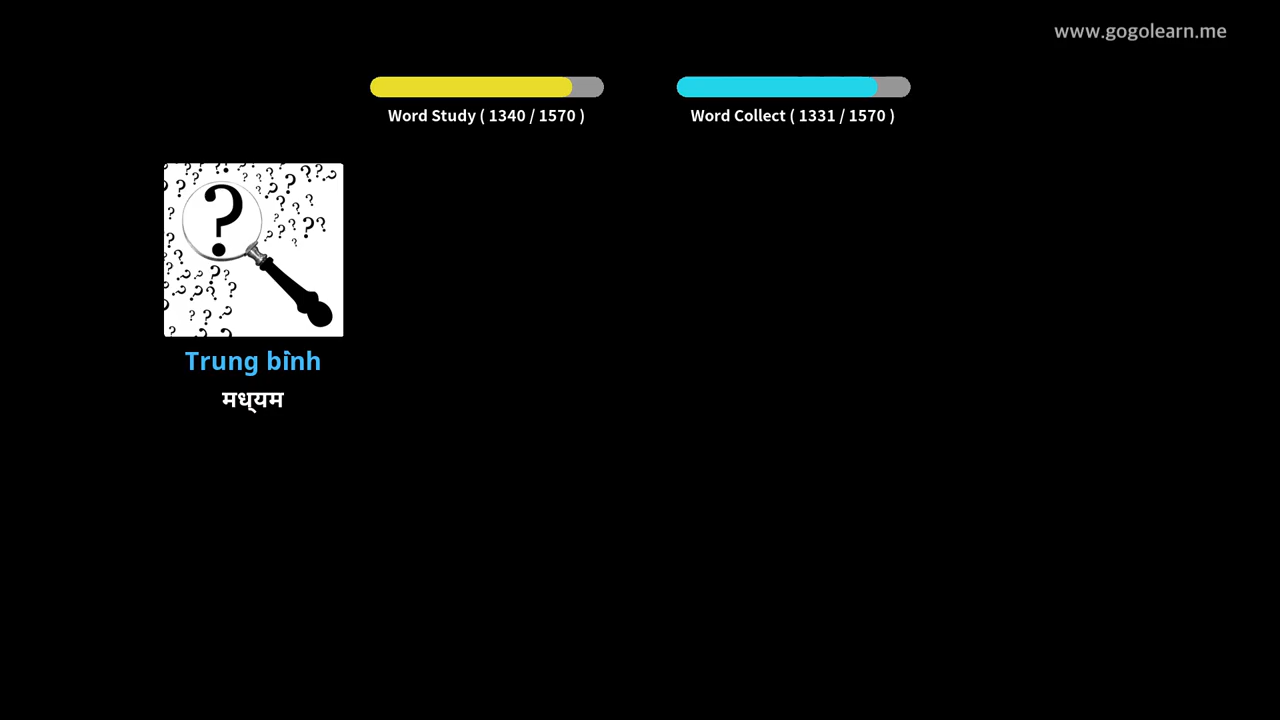 www.gogolearn.me
Word Study ( 1340 / 1570 )
Word Collect ( 1331 / 1570 )
Trung bình
मध्यम